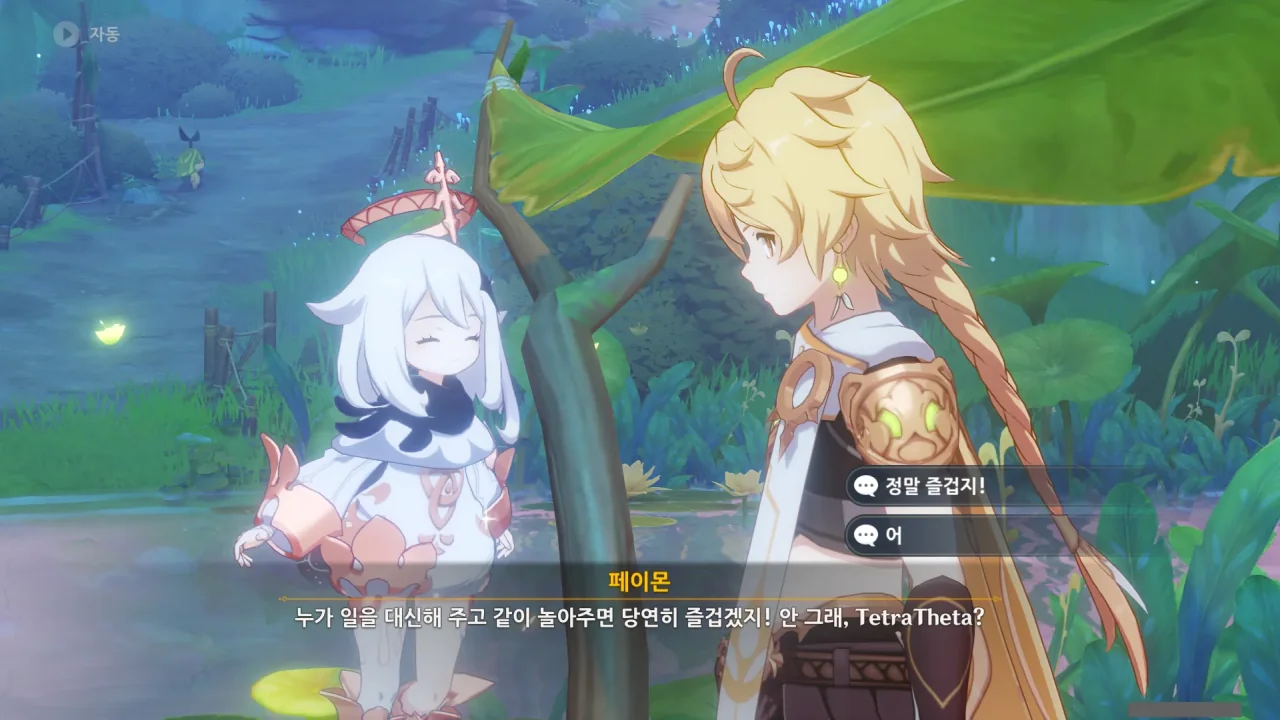 자동
정말 즐겁지!
어
페이몬
누가 일을 대신해 주고 같이 놀아주면 당연히 즐겁겠지! 안 그래, TetraTheta?